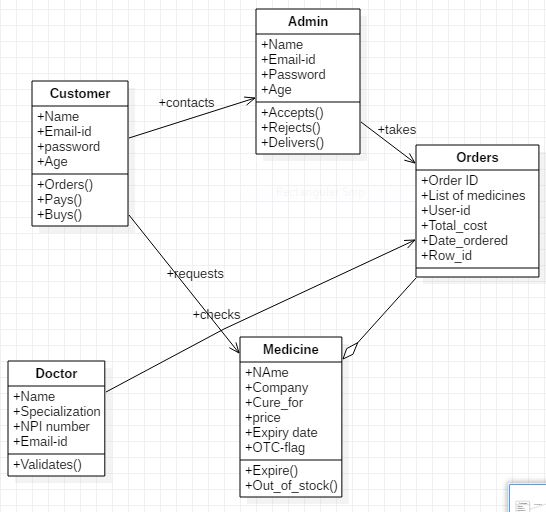 Admin
+Name
+Email-id
+Password
+Age
+Accepts()
+Rejects()
+Delivers()
Customer
+Name
+Email-id
+password
+Age
+Orders()
+Pays()
+Buys()
+contacts
+takes
Orders
+Order ID
+List of medicines
+User-id
+Total_cost
+Date_ordered
+Row_id
+requests
+checks
Doctor
+Name
+Specialization
+NPI number
+Email-id
+Validates()
Medicine
+NAme
+Company
+Cure_for
+price
+Expiry date
+OTC-flag
+Expire()
+Out_of_stock()